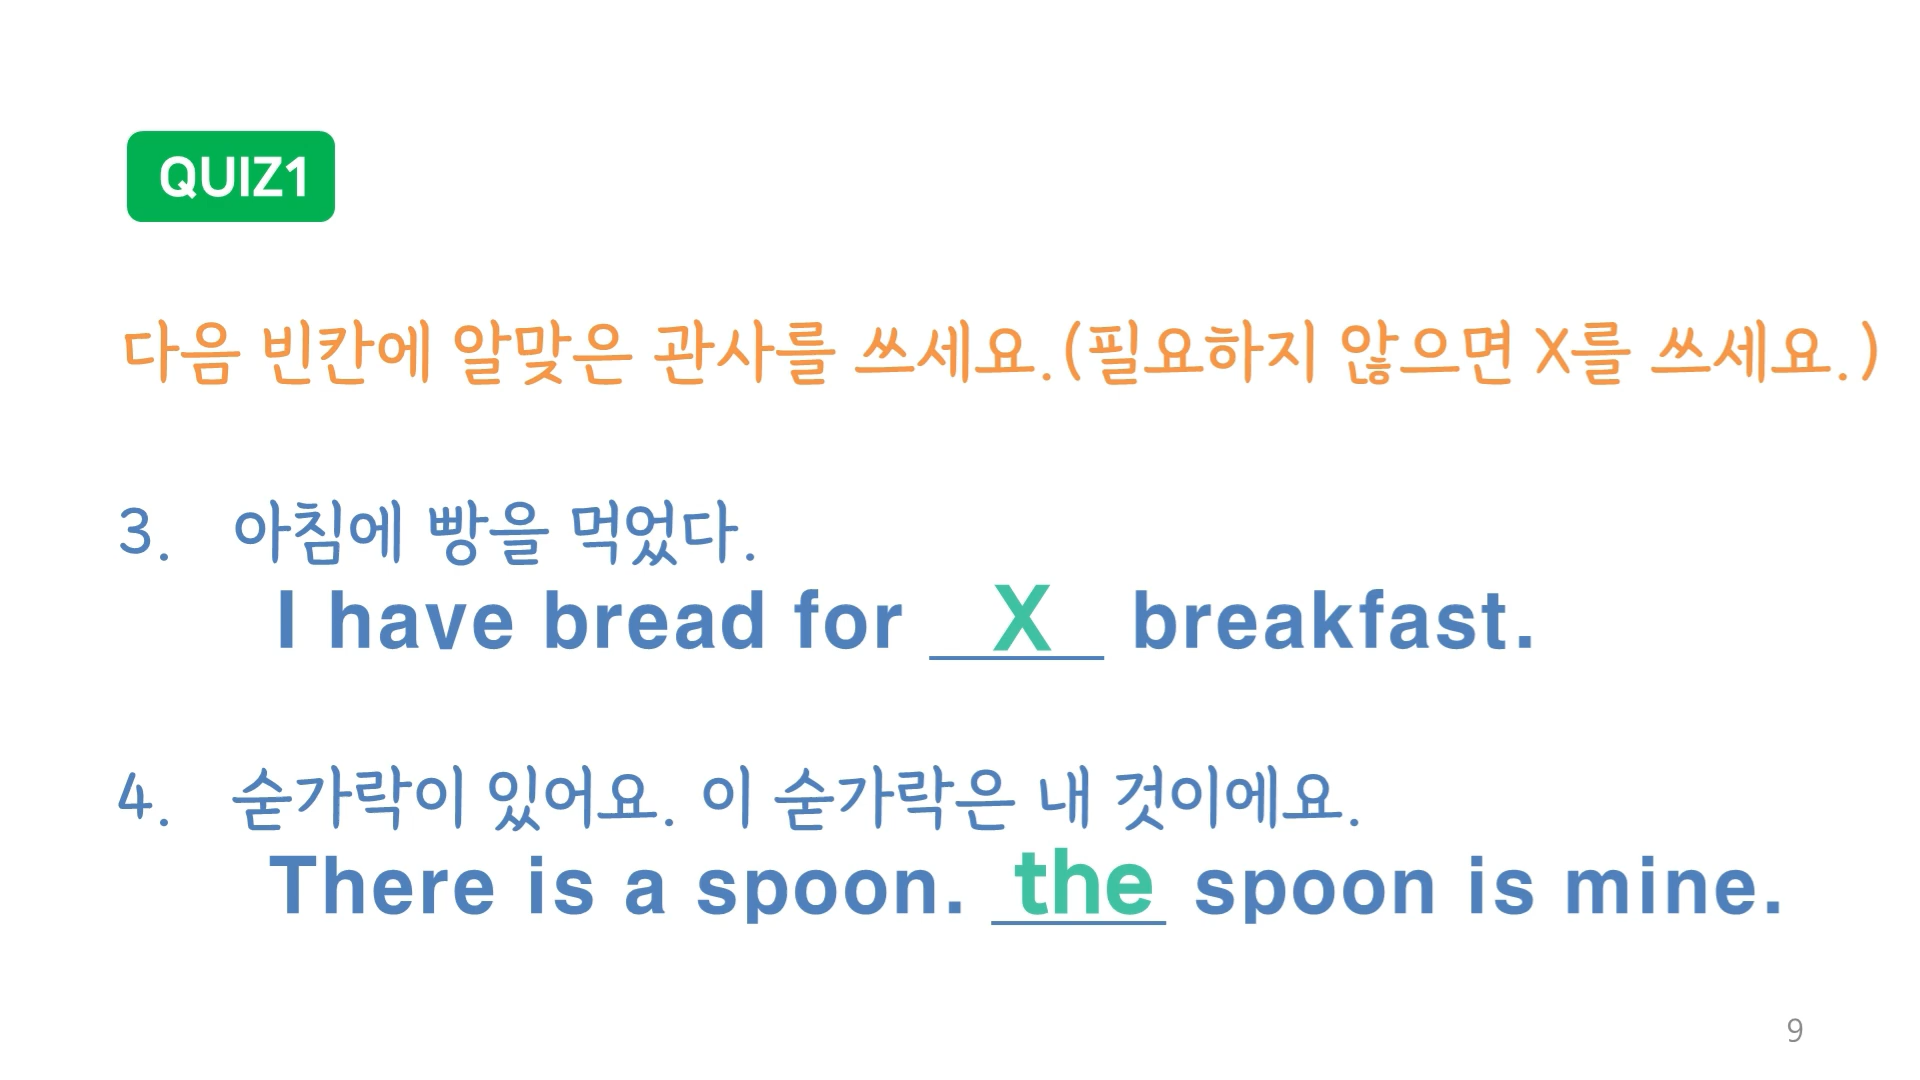 QUIZ1
다음 빈칸에 알맞은 관사를 쓰세요.(필요하지 않으면 X를 쓰세요.)
3. 아침에 빵을 먹었다.
I have bread for X breakfast.
4. 숟가락이 있어요. 이 숟가락은 내 것이에요.
There is a spoon. the spoon is mine.
9